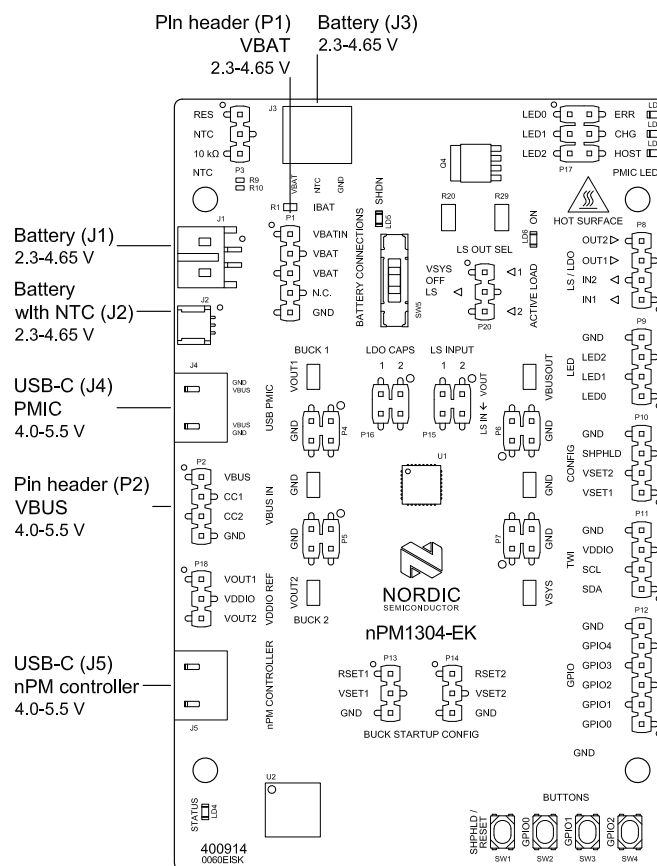 Pin header (P1)
VBAT
2.3-4.65 V
Battery (J3)
2.3-4.65 V
Battery (J1)
2.3-4.65 V
Battery
with NTC (J2)
2.3-4.65 V
USB-C (J4)
PMIC
4.0-5.5 V
Pin header (P2)
VBUS
4.0-5.5 V
USB-C (J5)
nPM controller
4.0-5.5 V
RES
NTC
10 kΩ
P3
NTC
R9
R10
J3
VBAT
NTC
GND
R1
IBAT
P1
VBATIN
VBAT
VBAT
N.C.
GND
BATTERY CONNECTIONS
SHDN
LD5
SW5
Q4
R20
R29
ON
LD6
LS OUT SEL
VSYS
OFF
LS
1
2
P20
ACTIVE LOAD
LED0
LED1
LED2
P17
ERR
CHG
HOST
LD
LD
LD
PMIC LED
HOT SURFACE
P8
OUT2
OUT1
IN2
IN1
LS / LDO
P9
GND
LED2
LED1
LED0
LED
P10
GND
SHPHLD
VSET2
VSET1
CONFIG
P11
GND
VDDIO
SCL
SDA
TWI
P12
GND
GPIO4
GPIO3
GPIO2
GPIO1
GPIO0
GPIO
GND
J1
J2
J4
GND
VBUS
VBUS
GND
USB PMIC
BUCK 1
VOUT1
GND
P4
GND
GND
P5
VOUT2
BUCK 2
LDO CAPS
1 2
P16
LS INPUT
1 2
P15
LS IN ← VOUT
VBUSOUT
P6
GND
GND
P7
GND
VSYS
U1
P2
VBUS
CC1
CC2
GND
VBUS IN
P18
VOUT1
VDDIO
VOUT2
VDDIO REF
NORDIC
SEMICONDUCTOR
nPM1304-EK
J5
nPM CONTROLLER
P13
RSET1
VSET1
GND
P14
RSET2
VSET2
GND
BUCK STARTUP CONFIG
U2
STATUS
LD4
400914
0060EISK
BUTTONS
SHPHLD /
RESET
SW1
GPIO0
SW2
GPIO1
SW3
GPIO2
SW4